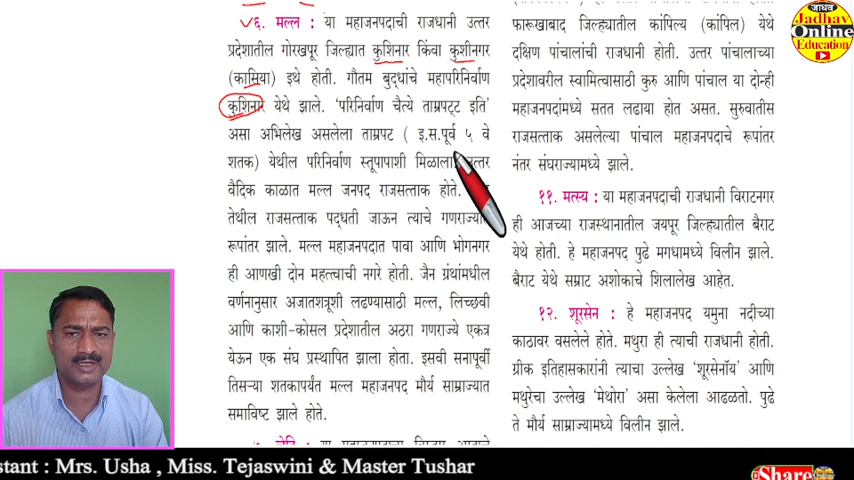 ६. मल्ल : या महाजनपदाची राजधानी उत्तर
प्रदेशातील गोरखपूर जिल्ह्यात कुशिनार किंवा कुशीनगर
(कासिया) इथे होती. गौतम बुद्धांचे महापरिनिर्वाण
कुशिनार येथे झाले. ‘परिनिर्वाण चैत्ये ताम्रपट्ट इति’
असा अभिलेख असलेला ताम्रपट ( इ.स.पूर्व ५ वे
शतक) येथील परिनिर्वाण स्तूपापाशी मिळाला
वैदिक काळात मल्ल जनपद राजसत्ताक होते.
तेथील राजसत्ताक पद्धती जाऊन त्याचे
रूपांतर झाले. मल्ल महाजनपदात पावा आणि भोगनगर
ही आणखी दोन महत्त्वाची नगरे होती. जैन ग्रंथांमधील
वर्णनानुसार अजातशत्रूशी लढण्यासाठी मल्ल, लिच्छवी
आणि काशी-कोसल प्रदेशातील अठरा गणराज्ये एकत्र
येऊन एक संघ प्रस्थापित झाला होता. इसवी सनापूर्वी
तिसऱ्या शतकापर्यंत मल्ल महाजनपद मौर्य साम्राज्यात
समाविष्ट झाले होते.
फारूखाबाद जिल्ह्यातील कांपिल्य (कांपिल) येथे
दक्षिण पांचालांची राजधानी होती. उत्तर पांचालाच्या
प्रदेशावरील स्वामित्वासाठी कुरु आणि पांचाल या दोन्ही
महाजनपदांमध्ये सतत लढाया होत असत. सुरुवातीस
राजसत्ताक असलेल्या पांचाल महाजनपदाचे रूपांतर
नंतर संघराज्यामध्ये झाले.
११. मत्स्य : या महाजनपदाची राजधानी विराटनगर
ही आजच्या राजस्थानातील जयपूर जिल्ह्यातील बैराट
येथे होती. हे महाजनपद पुढे मगधामध्ये विलीन झाले.
बैराट येथे सम्राट अशोकाचे शिलालेख आहेत.
१२. शूरसेन : हे महाजनपद यमुना नदीच्या
काठावर वसलेले होते. मथुरा ही त्याची राजधानी होती.
ग्रीक इतिहासकारांनी त्याचा उल्लेख ‘शूरसेनॉय’ आणि
मथुरेचा उल्लेख ‘मेथोरा’ असा केलेला आढळतो. पुढे
ते मौर्य साम्राज्यामध्ये विलीन झाले.
जाधव
Jadhav
Online
Education
stant : Mrs. Usha , Miss. Tejaswini & Master Tushar
Share